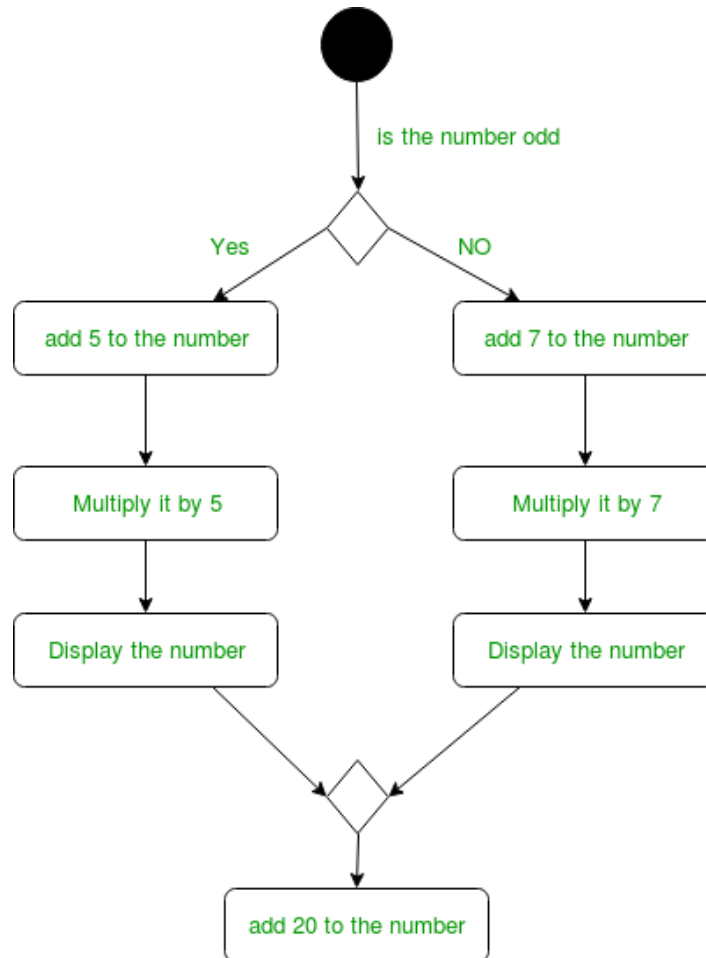 is the number odd
Yes
NO
add 5 to the number
add 7 to the number
Multiply it by 5
Multiply it by 7
Display the number
Display the number
add 20 to the number